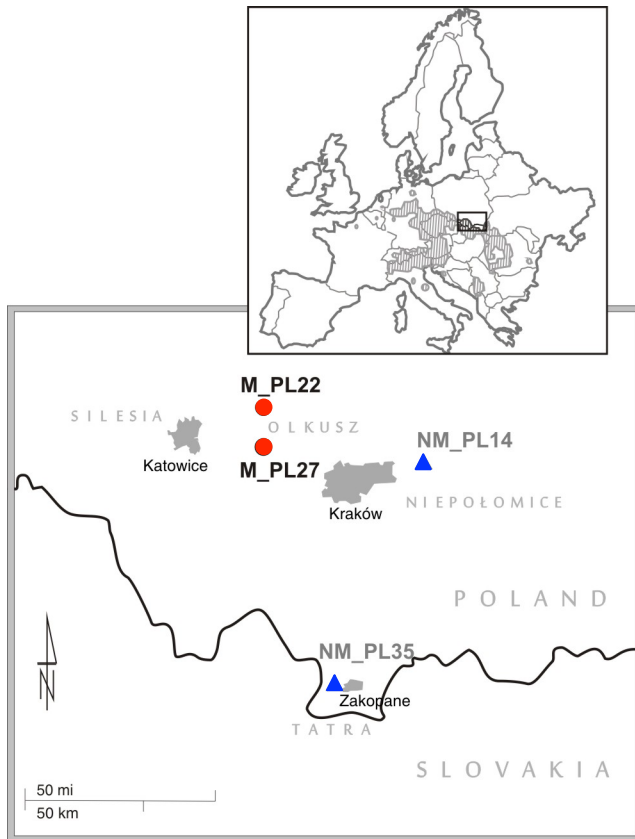 M_PL22
SILESIA
OLKUSZ
NM_PL14
Katowice
M_PL27
NIEPOŁOMICE
Kraków
POLAND
NM_PL35
N
Zakopane
TATRA
SLOVAKIA
50 mi
50 km